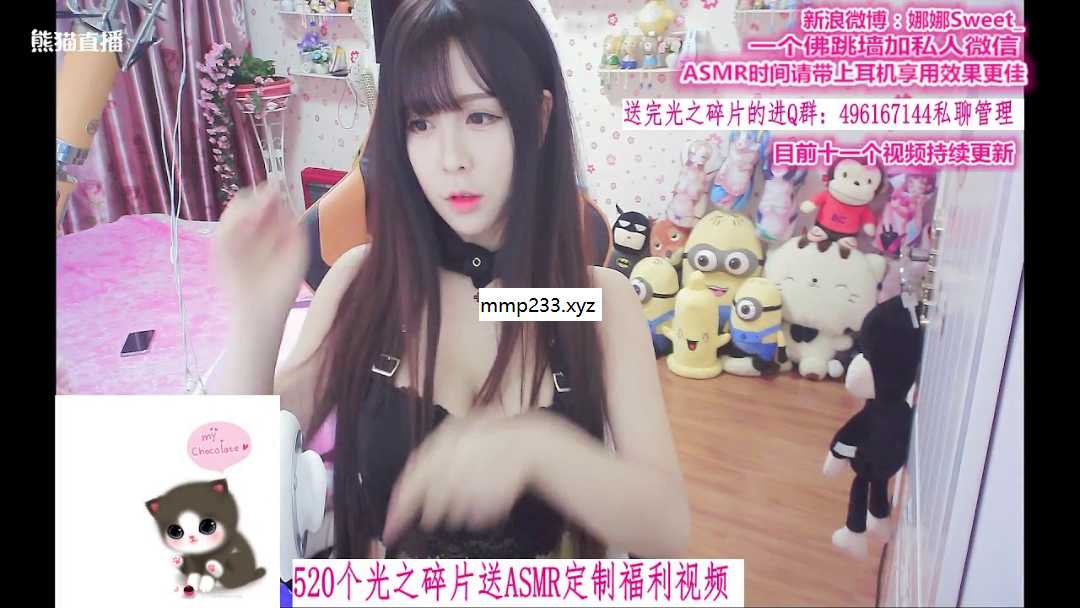 熊猫直播
新浪微博：娜娜Sweet_
一个佛跳墙加私人微信
ASMR时间请带上耳机享用效果更佳
送完光之碎片的进Q群：496167144私聊管理
目前十一个视频持续更新
mmp233.xyz
my
Chocolate
520个光之碎片送ASMR定制福利视频